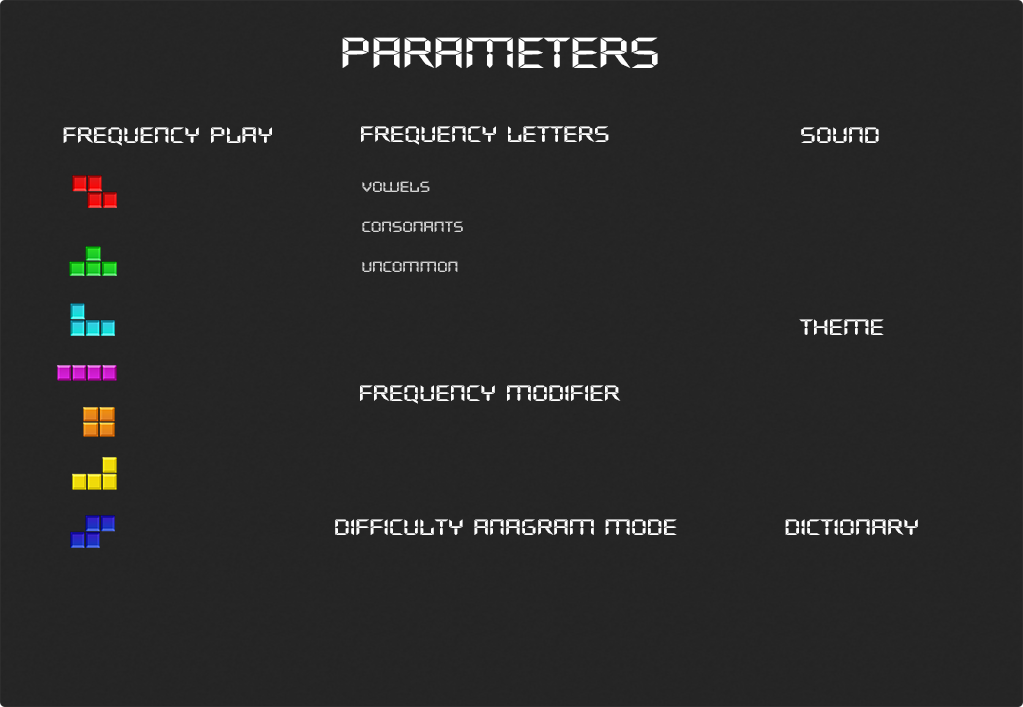 PARAMETERS
FREQUENCY PLAY
FREQUENCY LETTERS
SOUND
VOWELS
CONSONANTS
UNCOMMON
THEME
FREQUENCY MODIFIER
DIFFICULTY ANAGRAM MODE
DICTIONARY